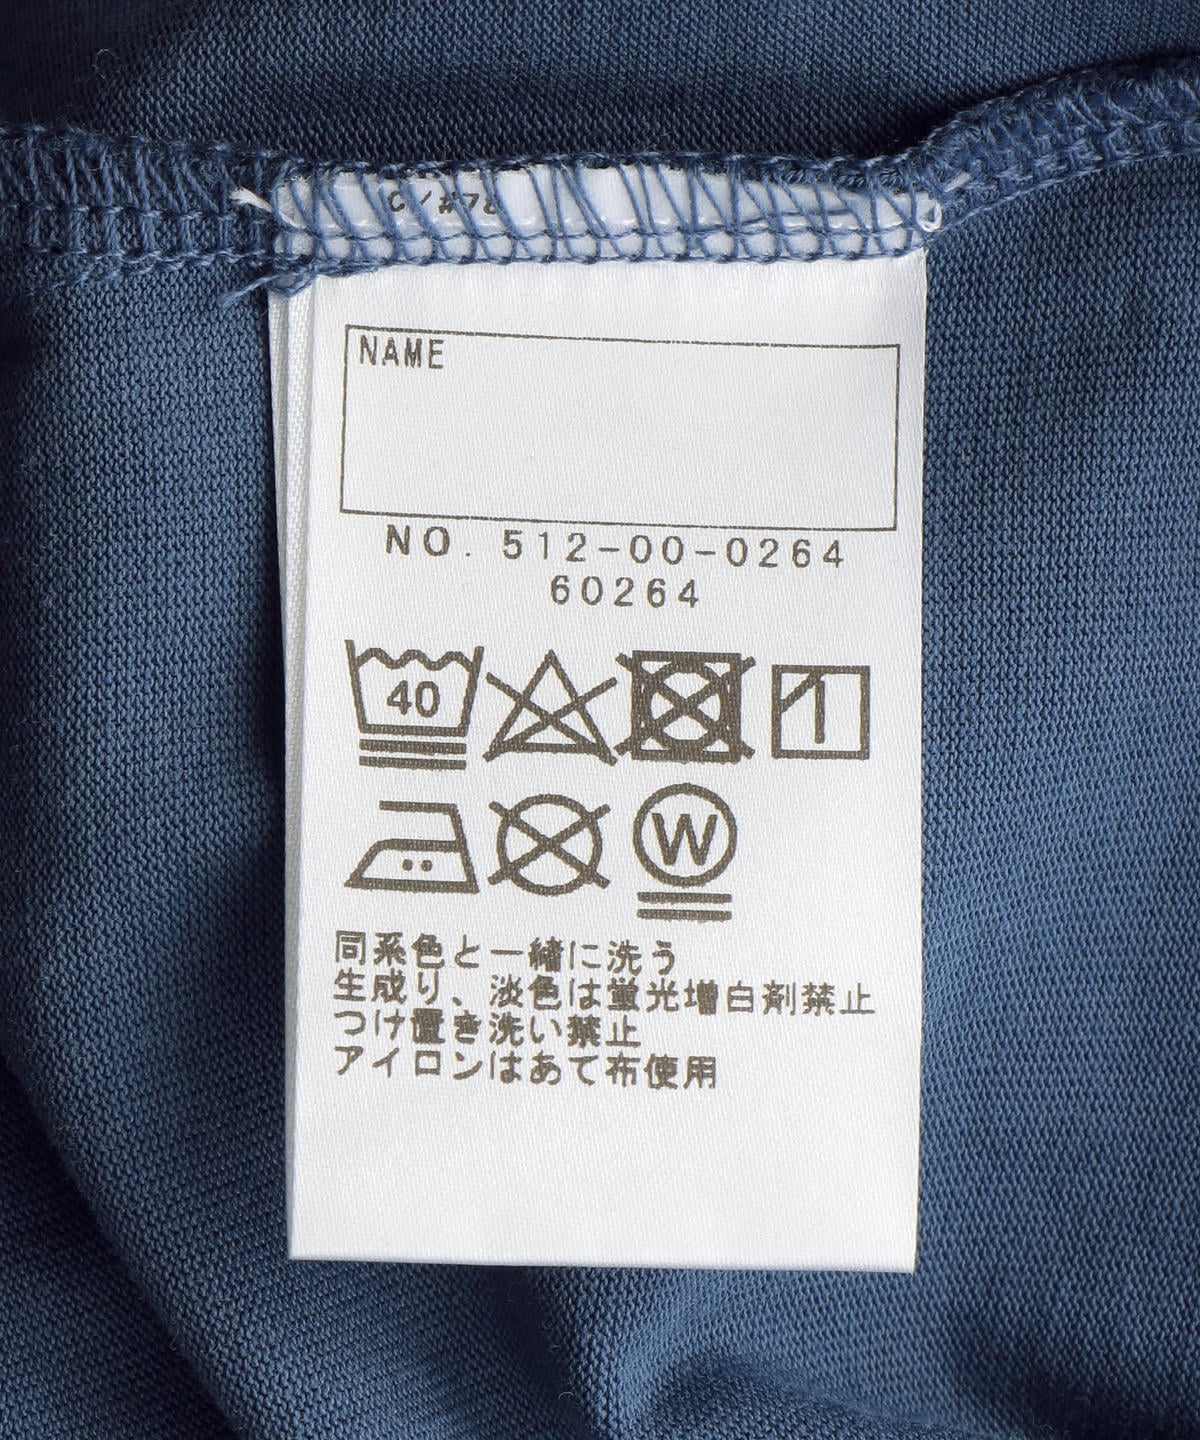 C/#78
NAME
NO. 512-00-0264
60264
40
W
同系色と一緒に洗う
生成り、淡色は蛍光増白剤禁止
つけ置き洗い禁止
アイロンはあて布使用